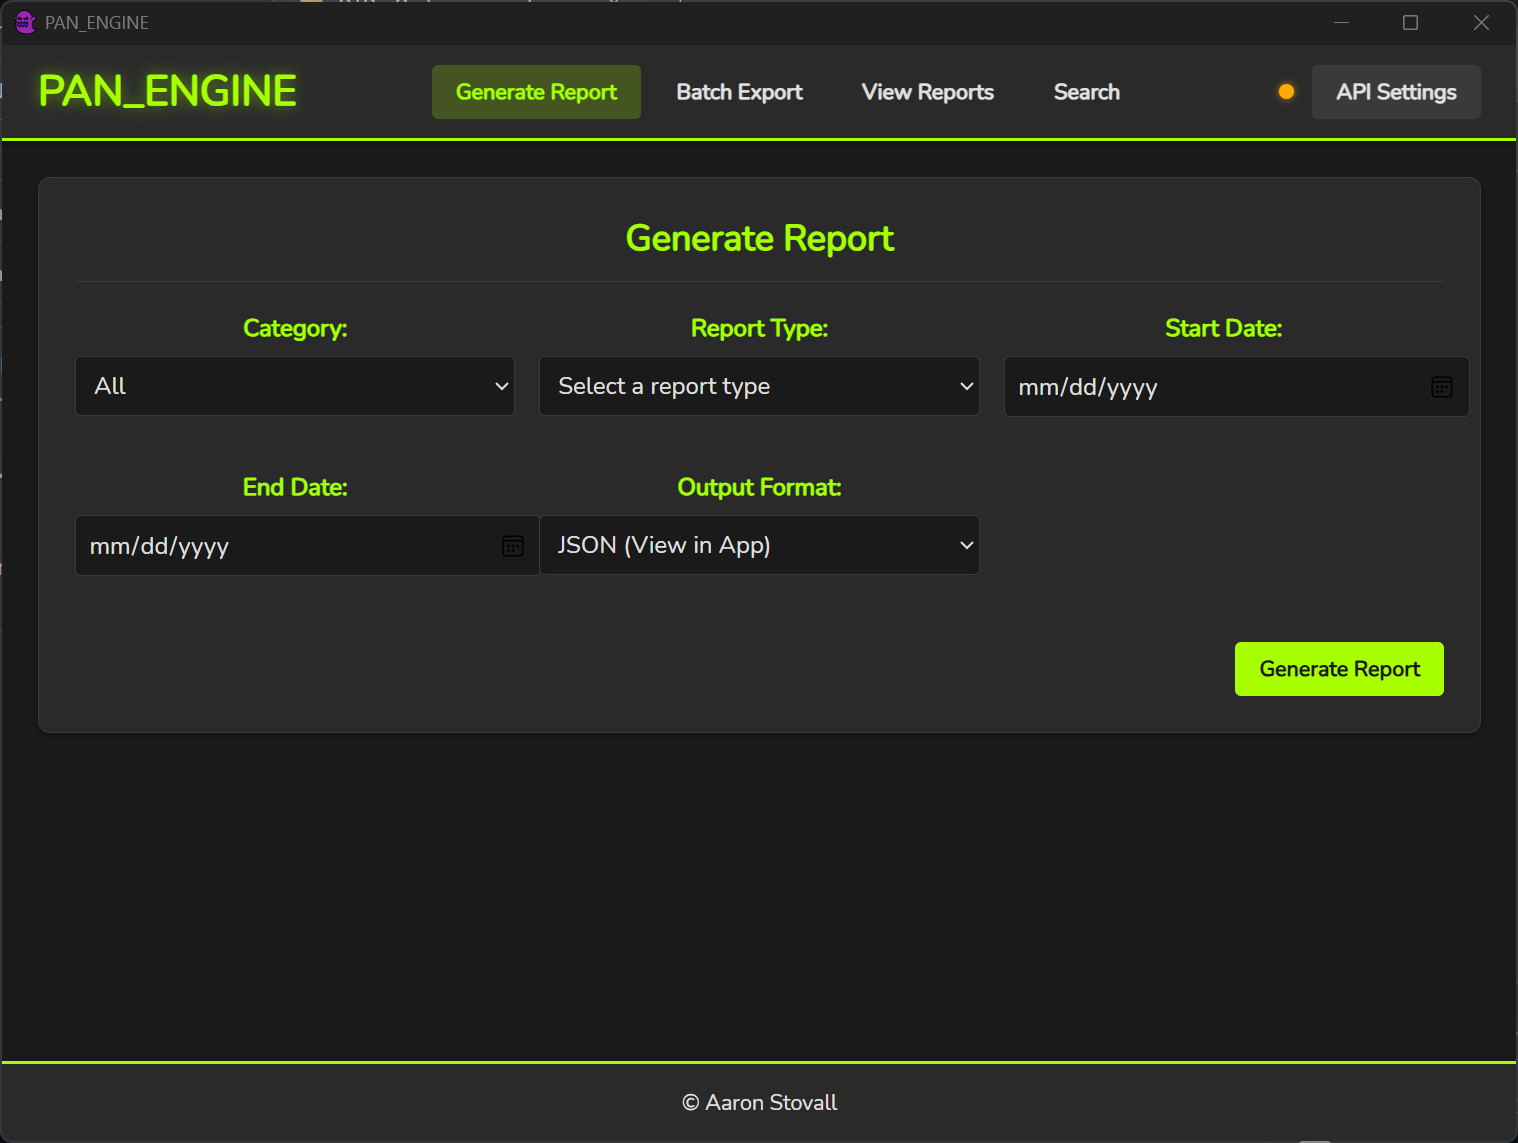 PAN_ENGINE
PAN_ENGINE
Generate Report
Batch Export
View Reports
Search
API Settings
Generate Report
Category:
Report Type:
Start Date:
All
Select a report type
mm/dd/yyyy
End Date:
Output Format:
mm/dd/yyyy
JSON (View in App)
Generate Report
© Aaron Stovall